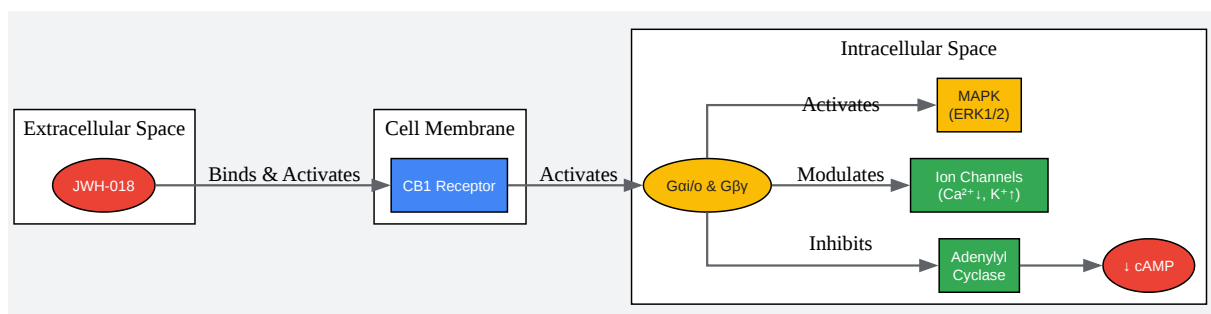 Extracellular Space
JWH-018
Binds & Activates
Cell Membrane
CB1 Receptor
Activates
Intracellular Space
Gαi/o & Gβγ
Activates
MAPK
(ERK1/2)
Modulates
Ion Channels
(Ca²⁺↓, K⁺↑)
Inhibits
Adenylyl
Cyclase
↓ cAMP